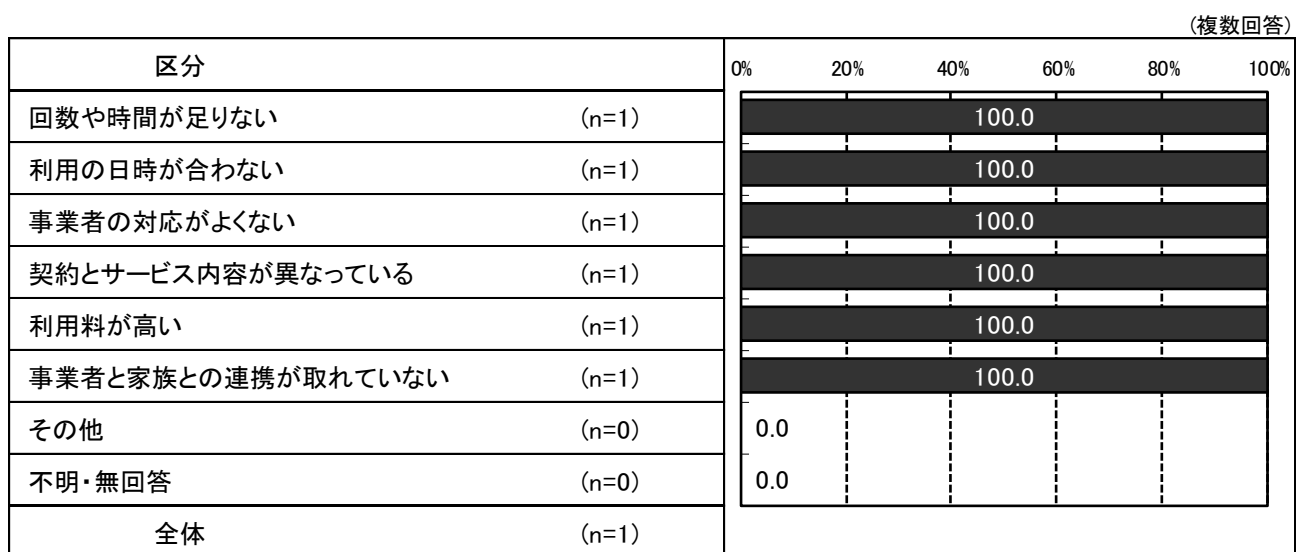 (複数回答)
区分 0% 20% 40% 60% 80% 100%
回数や時間が足りない (n=1) 100.0
利用の日時が合わない (n=1) 100.0
事業者の対応がよくない (n=1) 100.0
契約とサービス内容が異なっている (n=1) 100.0
利用料が高い (n=1) 100.0
事業者と家族との連携が取れていない (n=1) 100.0
その他 (n=0) 0.0
不明・無回答 (n=0) 0.0
全体 (n=1)